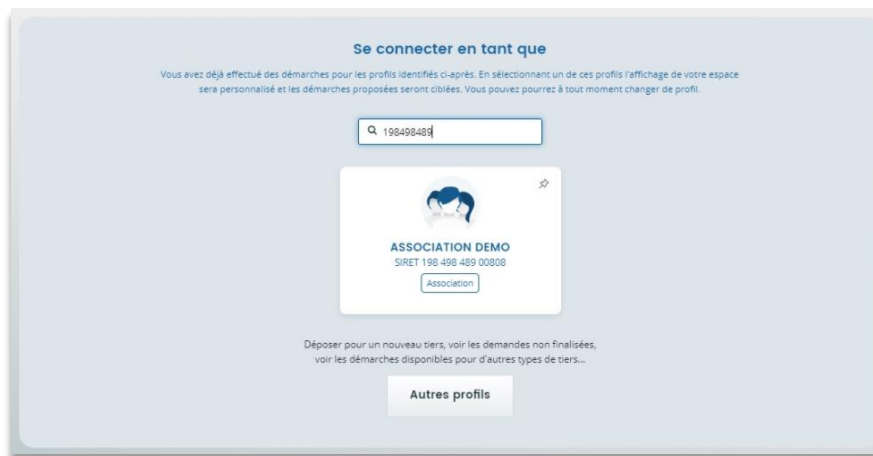 Se connecter en tant que
Vous avez déjà effectué des démarches pour les profils identifiés ci-après. En sélectionnant un de ces profils l'affichage de votre espace
sera personnalisé et les démarches proposées seront ciblées. Vous pouvez pourrez à tout moment changer de profil.
198498489
ASSOCIATION DEMO
SIRET 198 498 489 00808
Association
Déposer pour un nouveau tiers, voir les demandes non finalisées,
voir les démarches disponibles pour d'autres types de tiers...
Autres profils